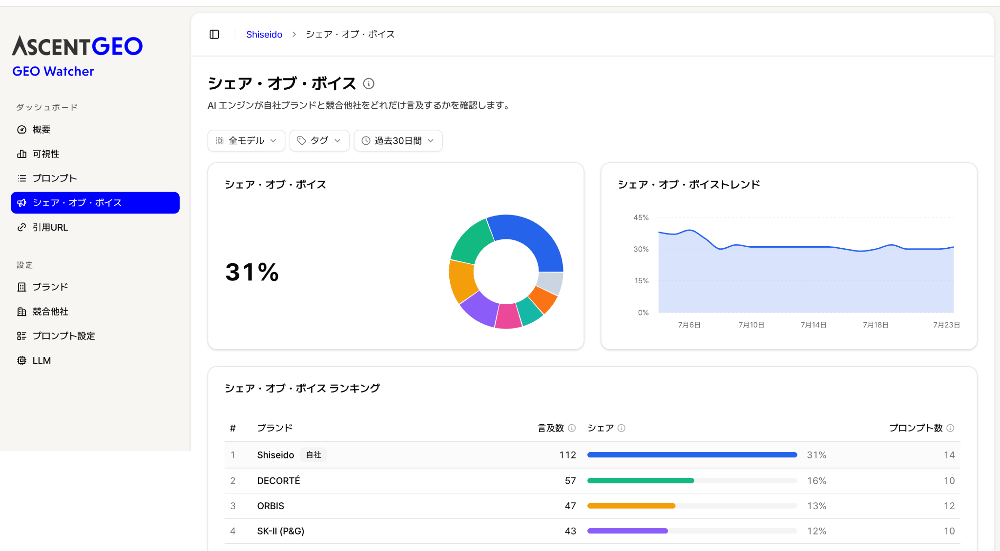 ASCENTGEO
GEO Watcher
ダッシュボード
概要
可視性
プロンプト
シェア・オブ・ボイス
引用URL
設定
ブランド
競合他社
プロンプト設定
LLM
Shiseido > シェア・オブ・ボイス
シェア・オブ・ボイス
AI エンジンが自社ブランドと競合他社をどれだけ言及するかを確認します。
全モデル タグ 過去30日間
シェア・オブ・ボイス
31%
シェア・オブ・ボイストレンド
45%
30%
15%
0%
7月6日 7月10日 7月14日 7月18日 7月23日
シェア・オブ・ボイス ランキング
# ブランド 言及数 シェア プロンプト数
1 Shiseido 自社 112 31% 14
2 DECORTÉ 57 16% 10
3 ORBIS 47 13% 12
4 SK-II (P&G) 43 12% 10